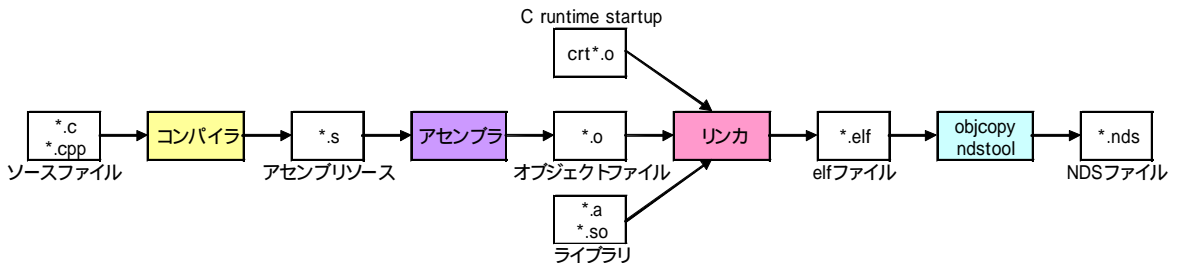 C runtime startup
crt*.o
*.c
*.cpp
ソースファイル
コンパイラ
*.s
アセンブリソース
アセンブラ
*.o
オブジェクトファイル
リンカ
*.elf
elfファイル
objcopy
ndstool
*.nds
NDSファイル
*.a
*.so
ライブラリ